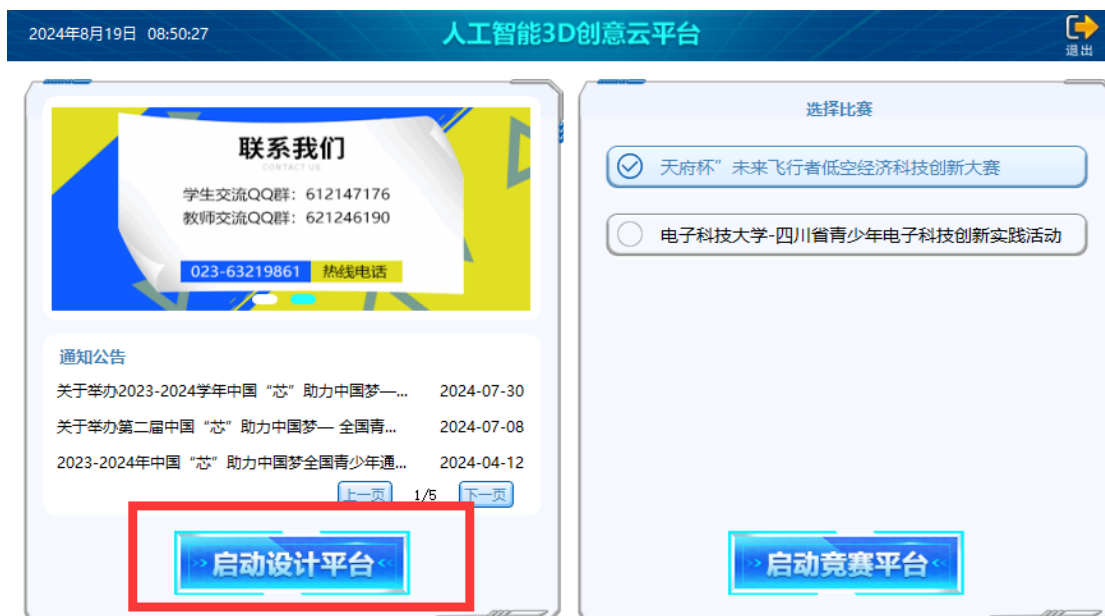 2024年8月19日 08:50:27
人工智能3D创意云平台
退出
联系我们
CONTACT US
学生交流QQ群：612147176
教师交流QQ群：621246190
023-63219861 热线电话
通知公告
关于举办2023-2024学年中国“芯”助力中国梦—... 2024-07-30
关于举办第二届中国“芯”助力中国梦— 全国青... 2024-07-08
2023-2024年中国“芯”助力中国梦全国青少年通... 2024-04-12
上一页 1/5 下一页
>> 启动设计平台 <<
选择比赛
天府杯”未来飞行者低空经济科技创新大赛
电子科技大学-四川省青少年电子科技创新实践活动
>> 启动竞赛平台 <<